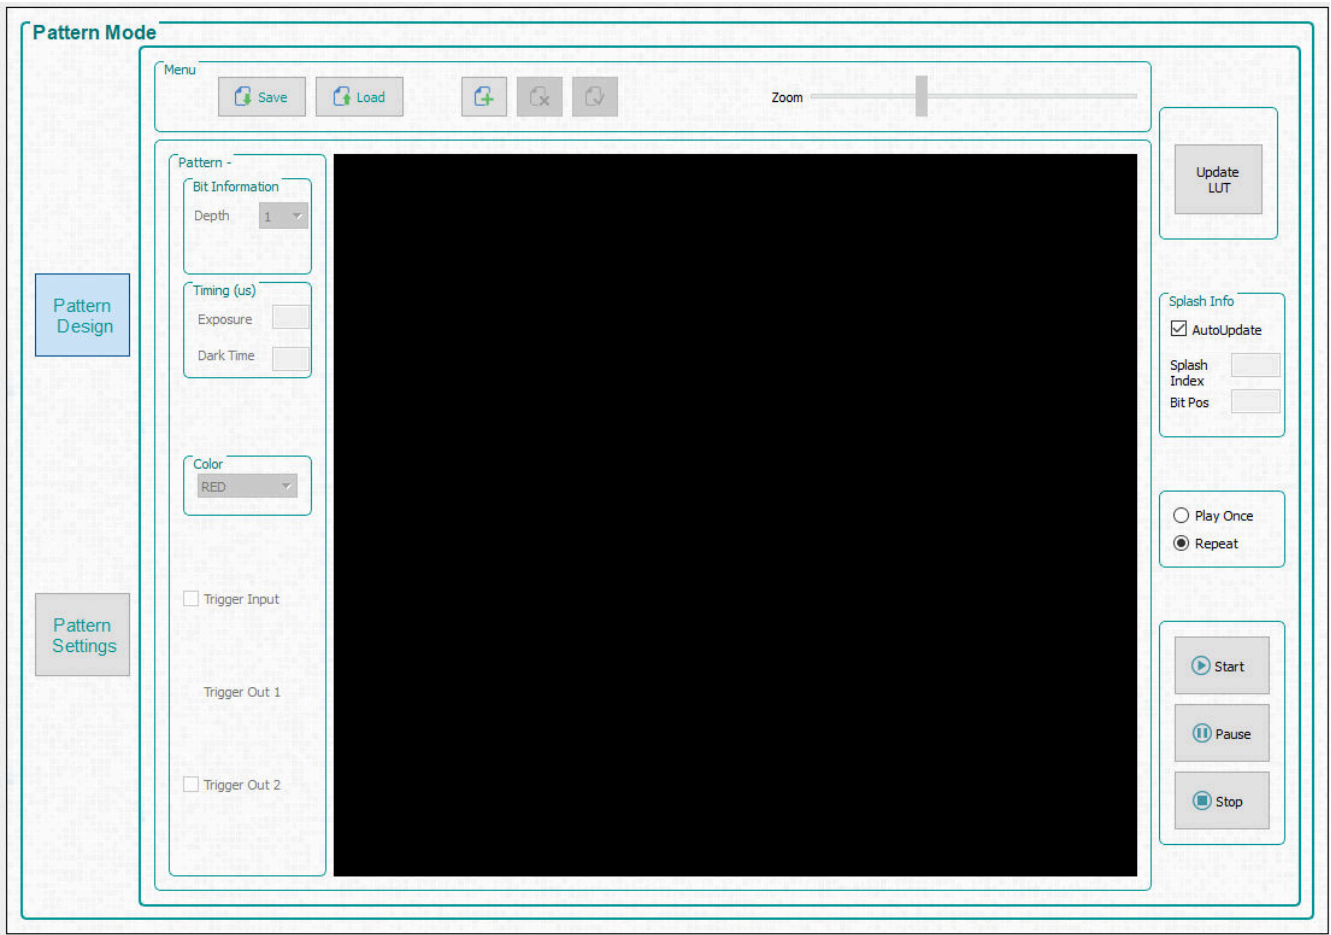 Pattern Mode
Menu
Save
Load
Zoom
Pattern -
Bit Information
Depth 1
Timing (us)
Exposure
Dark Time
Color
RED
Trigger Input
Trigger Out 1
Trigger Out 2
Pattern
Design
Pattern
Settings
Update
LUT
Splash Info
AutoUpdate
Splash
Index
Bit Pos
Play Once
Repeat
Start
Pause
Stop